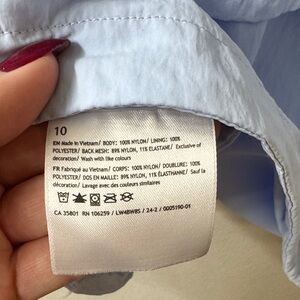 10
EN Made in Vietnam/ BODY: 100% NYLON/ LINING: 100%
POLYESTER/ BACK MESH: 89% NYLON, 11% ELASTANE/ Exclusive of
decoration/ Wash with like colours
FR Fabriqué au Vietnam/ CORPS: 100% NYLON/DOUBLURE: 100%
POLYESTER/ DOS EN MAILLE: 89% NYLON, 11% ÉLASTHANNE/ Sauf la
décoration/ Lavage avec des couleurs similaires
CA 35801 RN 106259 / LW4BW8S / 24-2 / 0005190-01